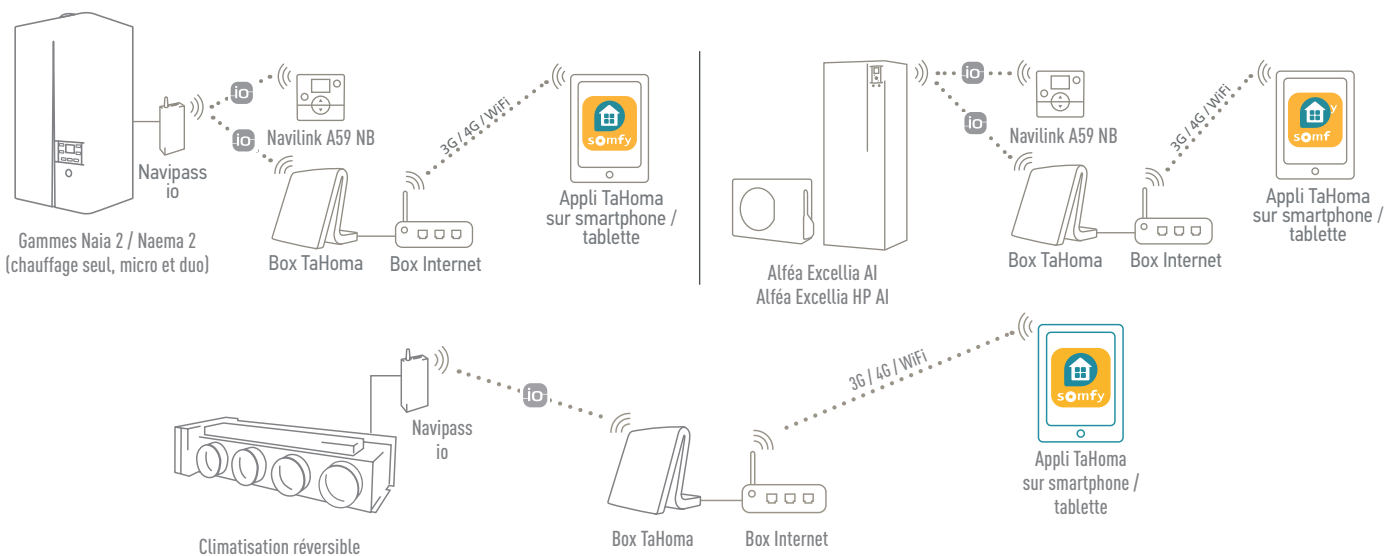 io
Navilink A59 NB
io
Navipass
io
3G / 4G / WiFi
somfy
Appli TaHoma
sur smartphone /
tablette
Gammes Naia 2 / Naema 2
(chauffage seul, micro et duo)
Box TaHoma
Box Internet
io
Navilink A59 NB
io
3G / 4G / WiFi
y
somf
Appli TaHoma
sur smartphone /
tablette
Box TaHoma
Box Internet
Alféa Excellia AI
Alféa Excellia HP AI
Navipass
io
io
3G / 4G / WiFi
somfy
Appli TaHoma
sur smartphone /
tablette
Climatisation réversible
Box TaHoma
Box Internet